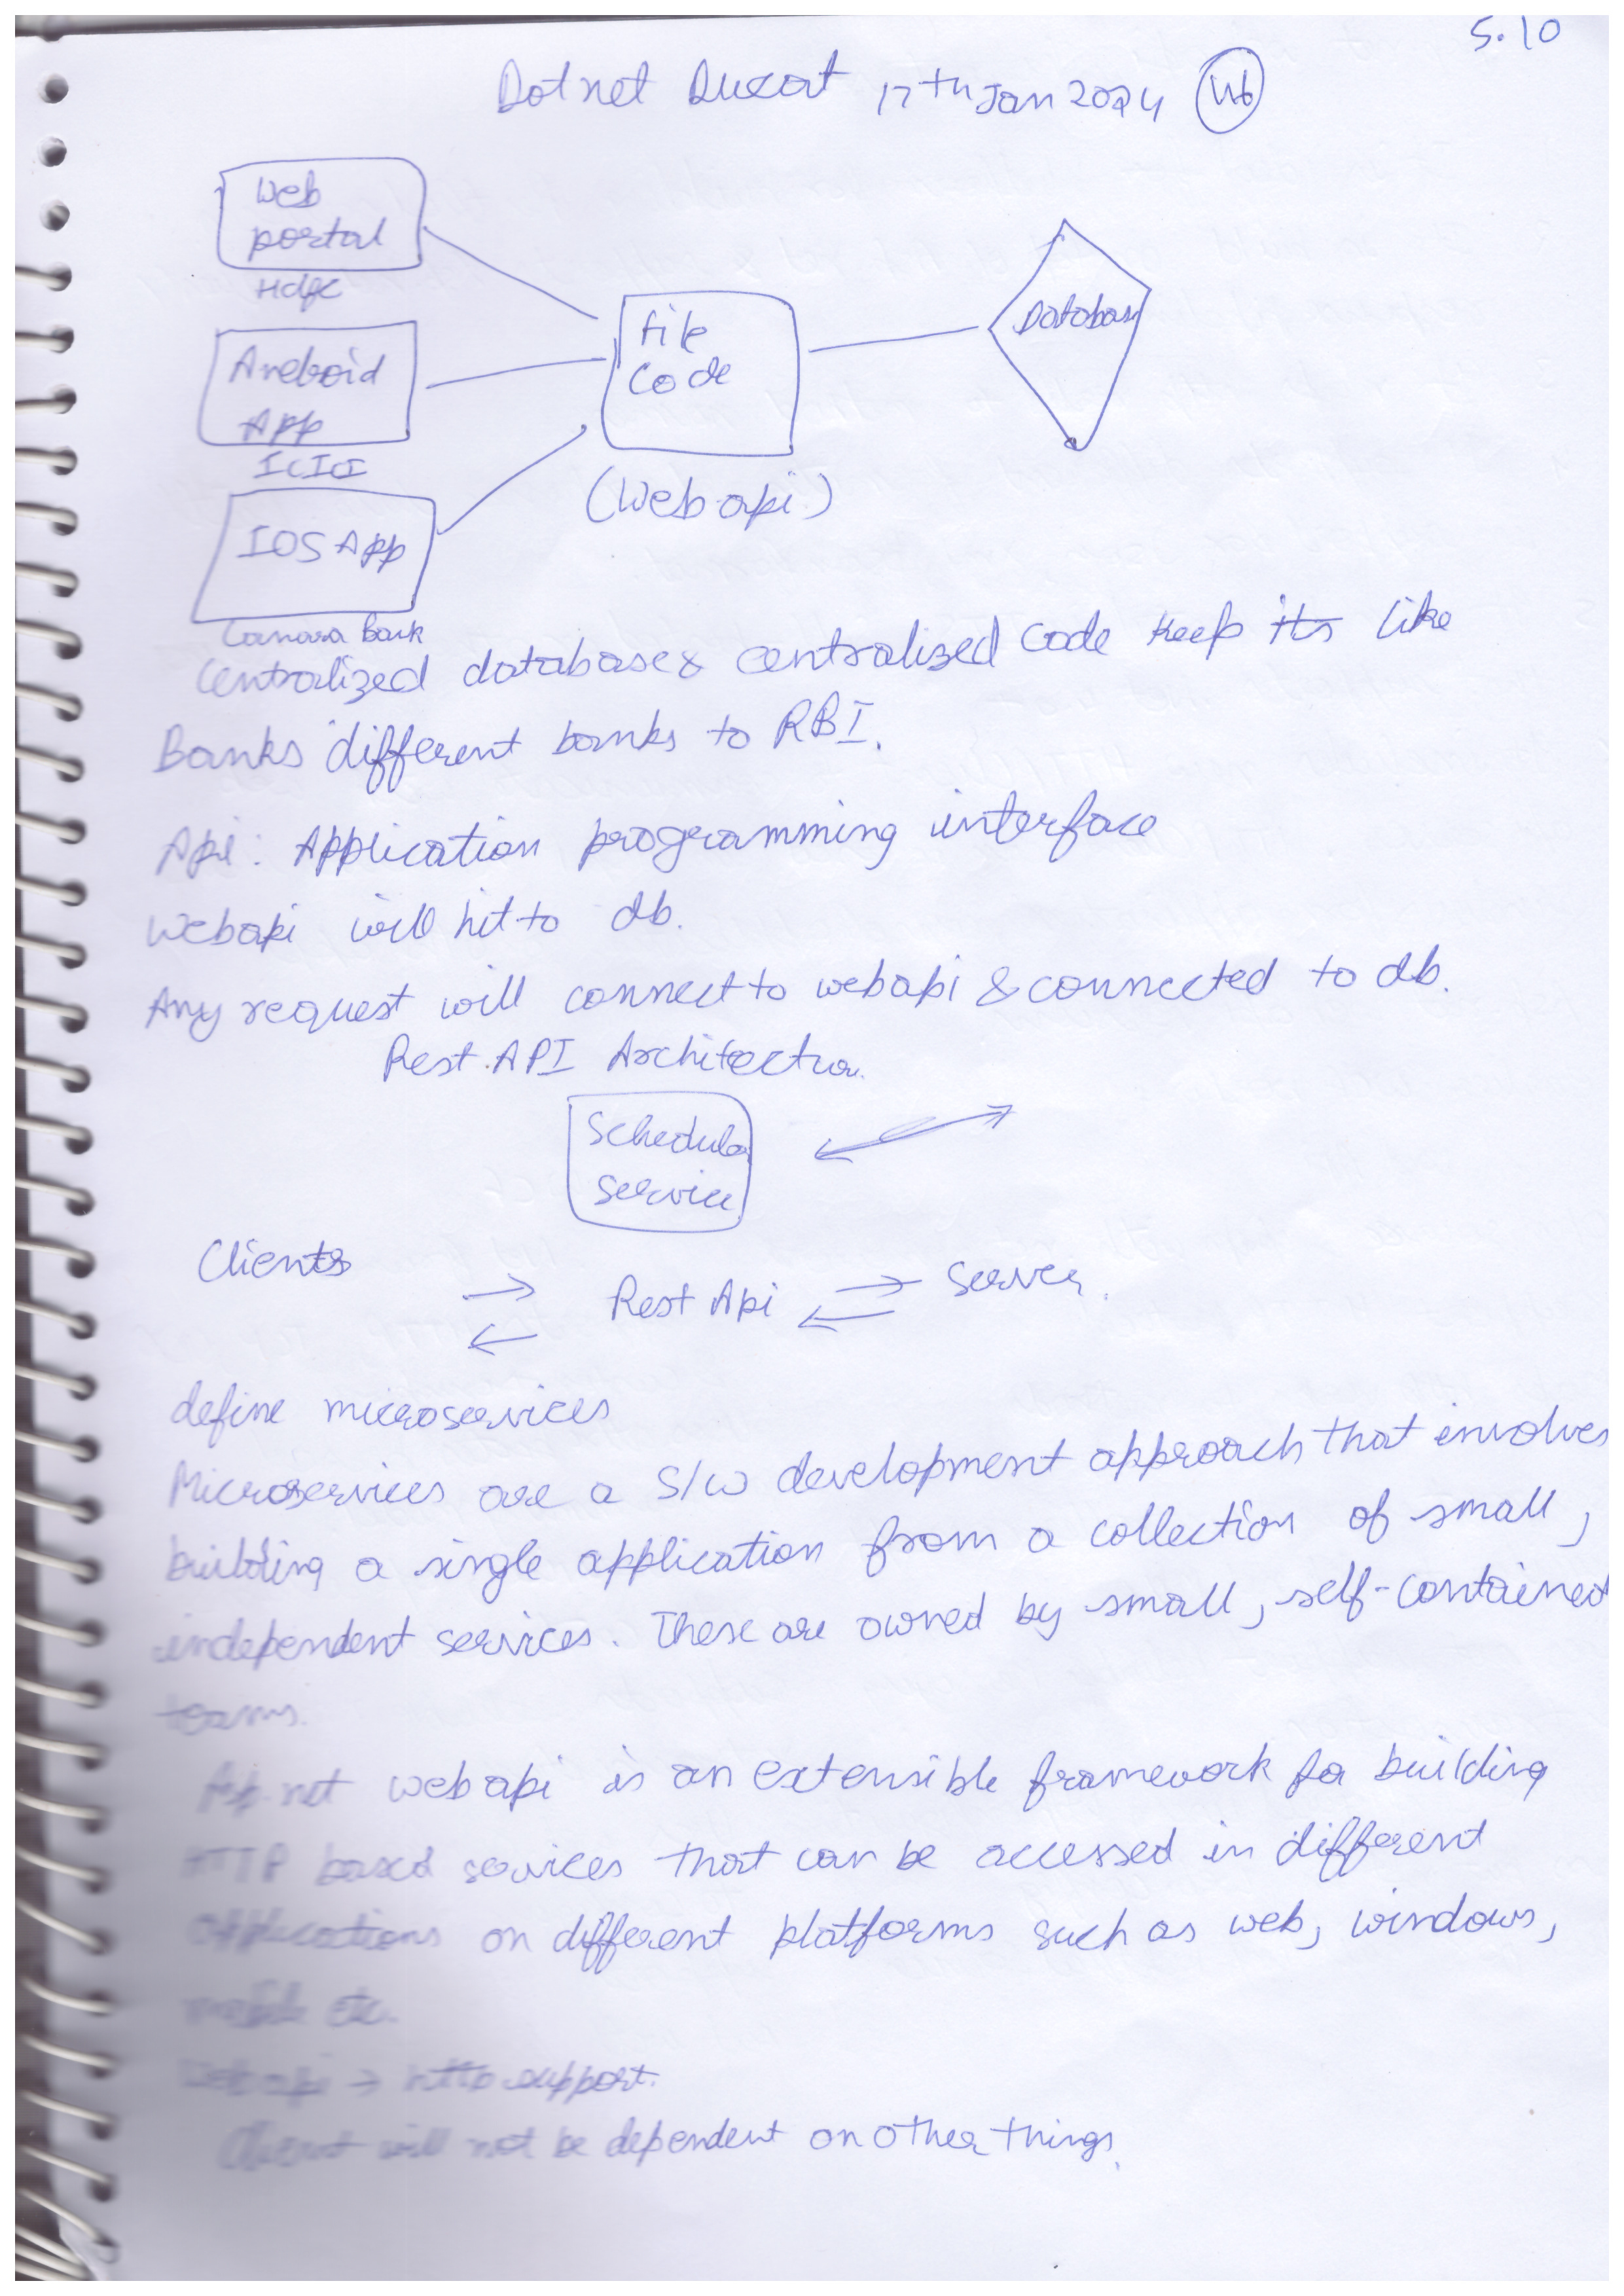 5.10
Dotnet Ducat 17th Jan 2024 46
Web
portal
Hdfc
Android
App
ICICI
IOS App
Canara Bank
File
Code
(Web api)
Database
Centralized database & centralized code keep its like
Banks different banks to RBI.
Api: Application programming interface
Webapi will hit to db.
Any request will connect to webapi & connected to db.
Rest API Architecture
Scheduler
Service
Clients
Rest Api
Server.
define microservices
Microservices are a S/W development approach that involves
building a single application from a collection of small,
independent services. These are owned by small, self-contained
teams.
Asp.net web api is an extensible framework for building
HTTP based services that can be accessed in different
applications on different platforms such as web, windows,
mobile etc.
Web api → http support.
Client will not be dependent on other things.